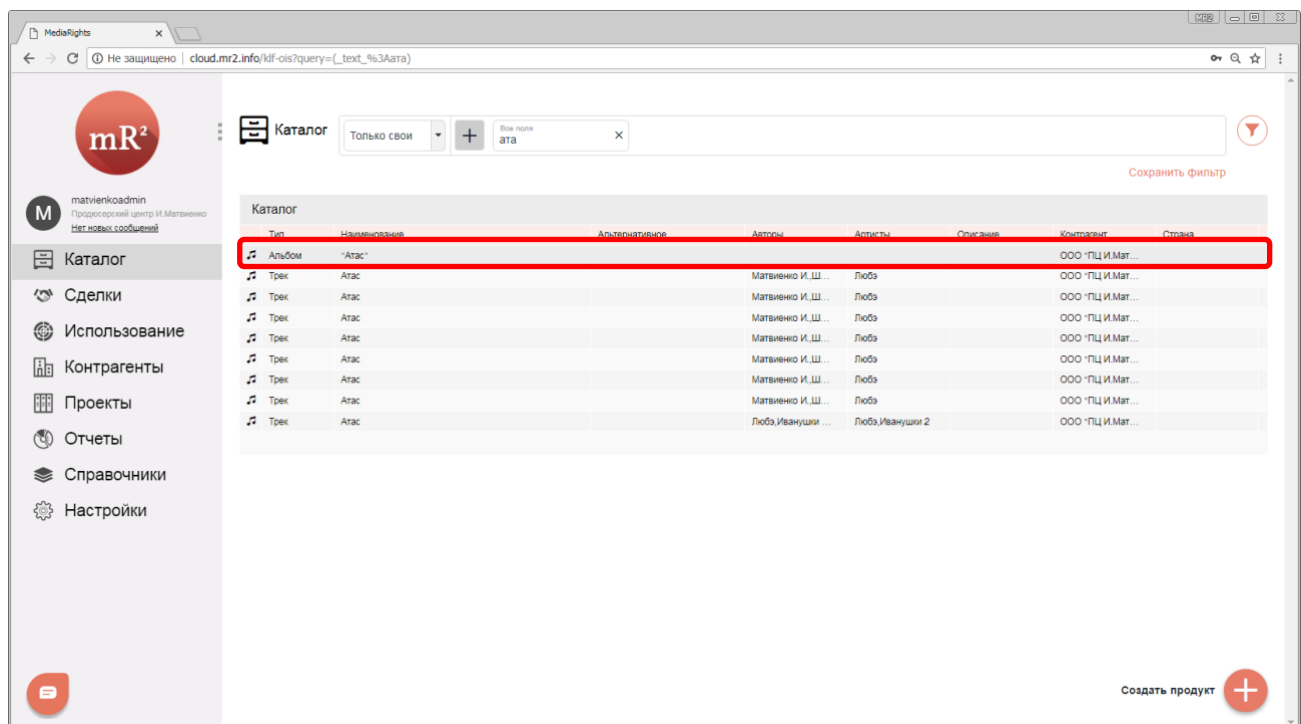 MR2
MediaRights
Не защищено | cloud.mr2.info/klf-ois?query=(_text_%3Aата)
mR²
Каталог
Только свои
Все поля
ата
Сохранить фильтр
matvienkoadmin
Продюсерский центр И.Матвиенко
Нет новых сообщений
M
Каталог
Сделки
Использование
Контрагенты
Проекты
Отчеты
Справочники
Настройки
Каталог
Тип Наименование Альтернативное Авторы Артисты Описание Контрагент Страна
Альбом "Атас" ООО "ПЦ И.Мат...
Трек Атас Матвиенко И.,Ш... Любэ ООО "ПЦ И.Мат...
Трек Атас Матвиенко И.,Ш... Любэ ООО "ПЦ И.Мат...
Трек Атас Матвиенко И.,Ш... Любэ ООО "ПЦ И.Мат...
Трек Атас Матвиенко И.,Ш... Любэ ООО "ПЦ И.Мат...
Трек Атас Матвиенко И.,Ш... Любэ ООО "ПЦ И.Мат...
Трек Атас Матвиенко И.,Ш... Любэ ООО "ПЦ И.Мат...
Трек Атас Матвиенко И.,Ш... Любэ ООО "ПЦ И.Мат...
Трек Атас Любэ,Иванушки ... Любэ,Иванушки 2 ООО "ПЦ И.Мат...
Создать продукт